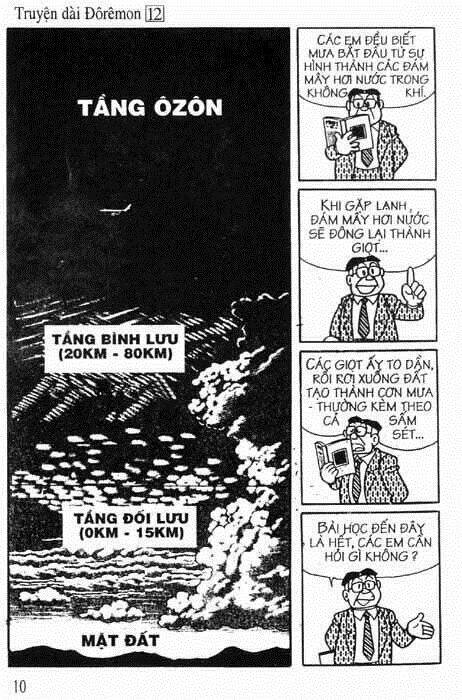 Truyện dài Đôrêmon 12
TẦNG ÔZÔN
TẦNG BÌNH LƯU
(20KM - 80KM)
TẦNG ĐỐI LƯU
(0KM - 15KM)
MẶT ĐẤT
CÁC EM ĐỀU BIẾT
MƯA BẮT ĐẦU TỪ SỰ
HÌNH THÀNH CÁC ĐÁM
MÂY HƠI NƯỚC TRONG
KHÔNG KHÍ.
KHI GẶP LẠNH,
ĐÁM MÂY HƠI NƯỚC
SẼ ĐÔNG LẠI THÀNH
GIỌT...
CÁC GIỌT ẤY TO DẦN,
RỒI RƠI XUỐNG ĐẤT
TẠO THÀNH CƠN MƯA
- THƯỜNG KÈM THEO
CẢ SẤM
SÉT...
BÀI HỌC ĐẾN ĐÂY
LÀ HẾT, CÁC EM CẦN
HỎI GÌ KHÔNG ?
10